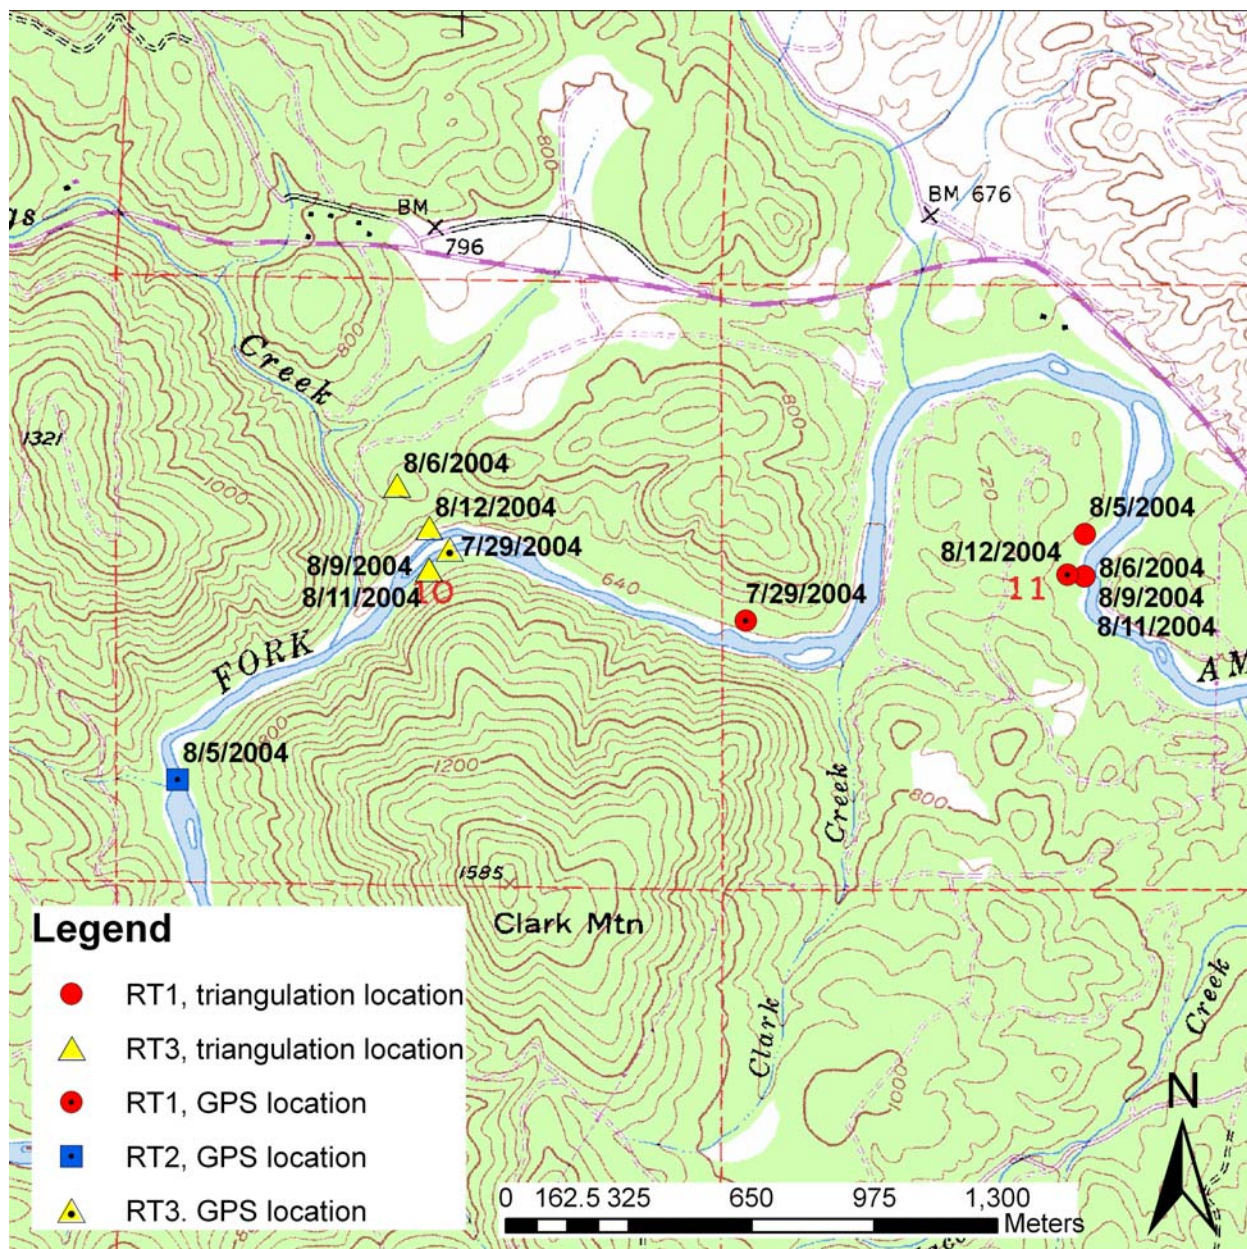 BM
796
BM 676
800
gs
800
Creek
800
1321
1000
8/6/2004
8/12/2004
7/29/2004
8/9/2004
8/11/2004
10
640
720
8/5/2004
8/12/2004
8/6/2004
8/9/2004
8/11/2004
11
7/29/2004
FORK
AM
800
8/5/2004
1200
Creek
800
1585
Clark Mtn
Clark
Creek
1000
Legend
RT1, triangulation location
RT3, triangulation location
RT1, GPS location
RT2, GPS location
RT3. GPS location
N
0 162.5 325 650 975 1,300
Meters